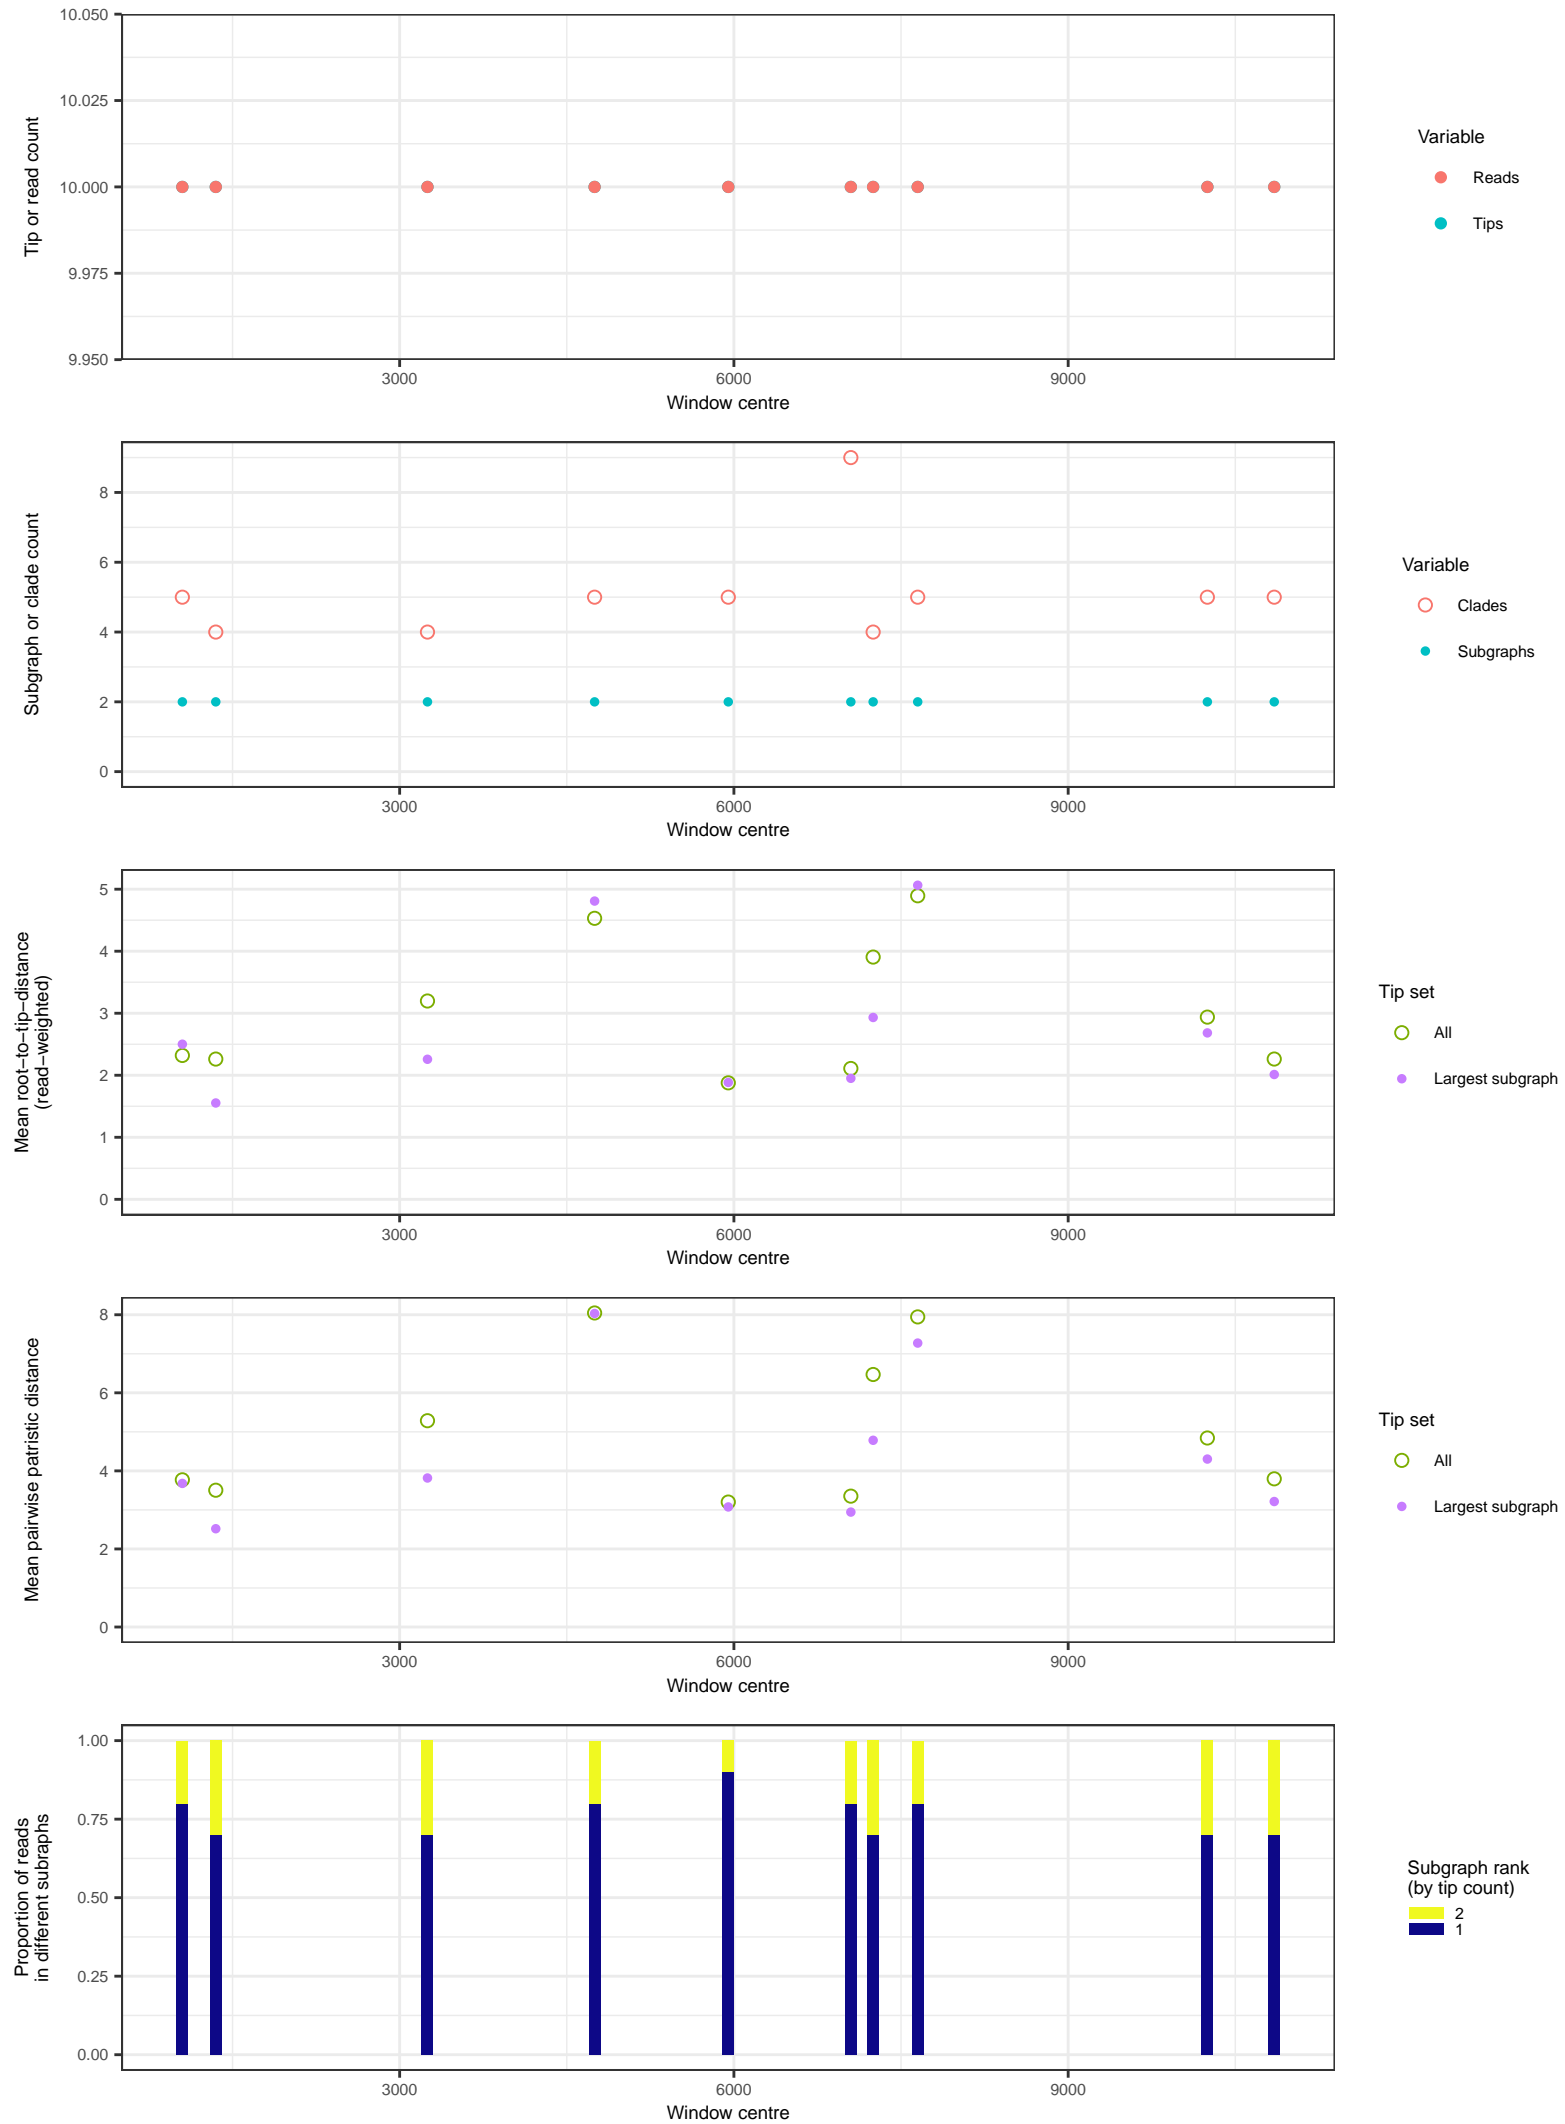 10.050
10.025
10.000
9.975
9.950
Tip or read count
3000 6000 9000
Window centre
Variable
Reads
Tips
8
6
4
2
0
Subgraph or clade count
3000 6000 9000
Window centre
Variable
Clades
Subgraphs
5
4
3
2
1
0
Mean root−to−tip−distance
(read−weighted)
3000 6000 9000
Window centre
Tip set
All
Largest subgraph
8
6
4
2
0
Mean pairwise patristic distance
3000 6000 9000
Window centre
Tip set
All
Largest subgraph
1.00
0.75
0.50
0.25
0.00
Proportion of reads
in different subraphs
3000 6000 9000
Window centre
Subgraph rank
(by tip count)
2
1